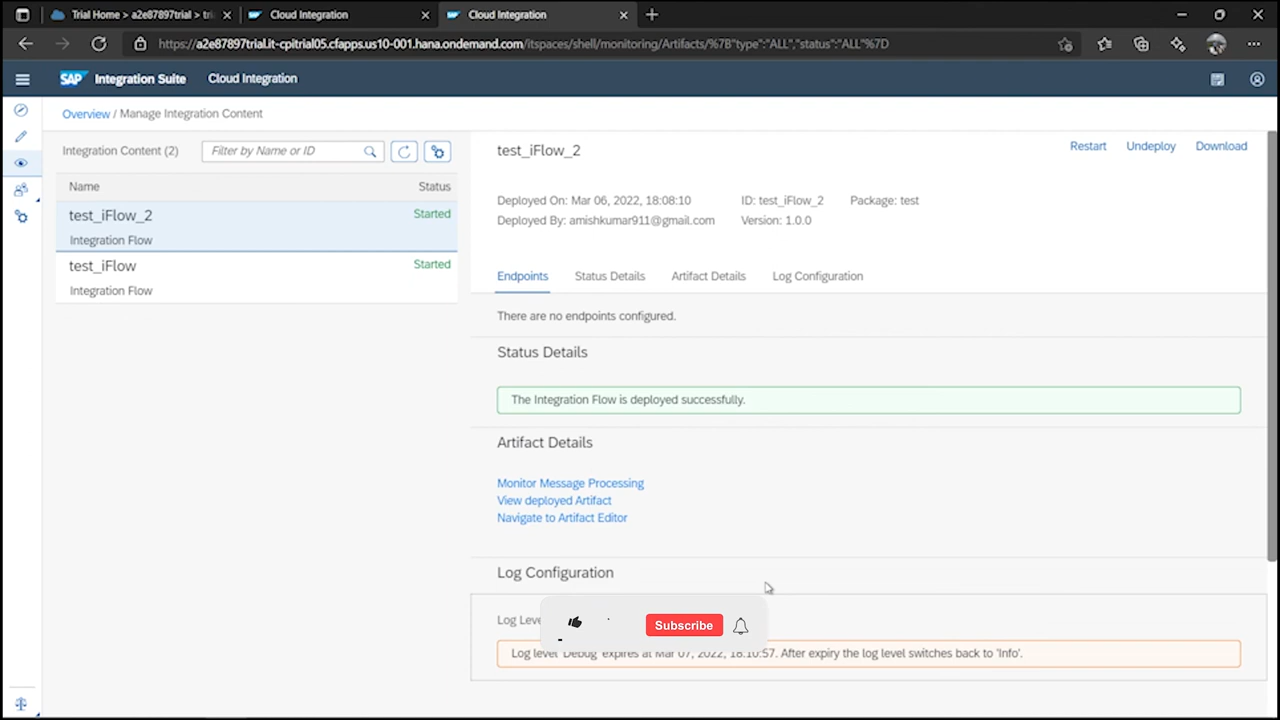 Trial Home > a2e87897trial > tri
Cloud Integration
Cloud Integration
https://a2e87897trial.it-cpitrial05.cfapps.us10-001.hana.ondemand.com/itspaces/shell/monitoring/Artifacts/%7B"type":"ALL","status":"ALL"%7D
SAP Integration Suite Cloud Integration
Overview / Manage Integration Content
Integration Content (2) Filter by Name or ID
Name Status
test_iFlow_2 Started
Integration Flow
test_iFlow Started
Integration Flow
test_iFlow_2
Restart Undeploy Download
Deployed On: Mar 06, 2022, 18:08:10 ID: test_iFlow_2 Package: test
Deployed By: amishkumar911@gmail.com Version: 1.0.0
Endpoints Status Details Artifact Details Log Configuration
There are no endpoints configured.
Status Details
The Integration Flow is deployed successfully.
Artifact Details
Monitor Message Processing
View deployed Artifact
Navigate to Artifact Editor
Log Configuration
Log Leve
Subscribe
Log level 'Debug' expires at Mar 07, 2022, 18:10:57. After expiry the log level switches back to 'Info'.